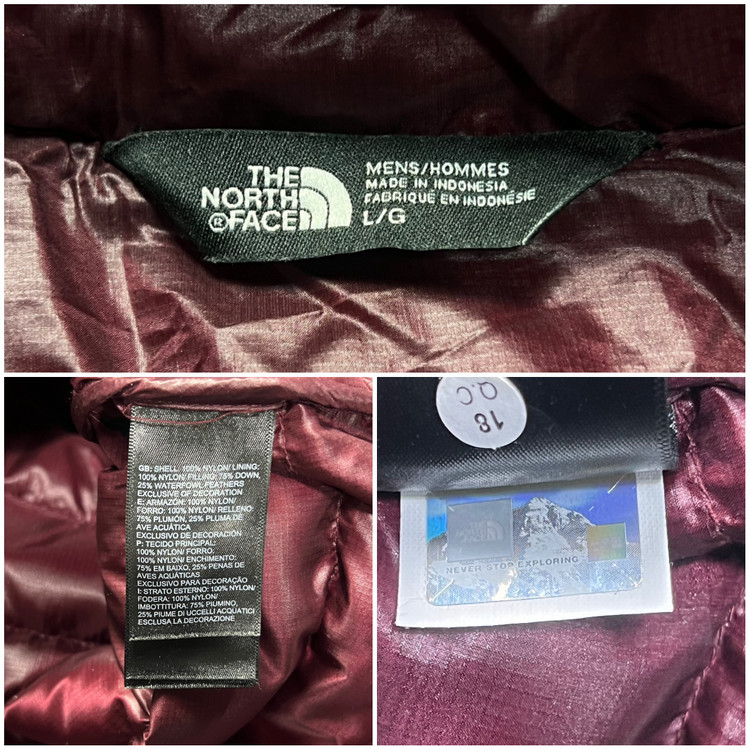 THE
NORTH
®FACE
MENS/HOMMES
MADE IN INDONESIA
FABRIQUÉ EN INDONÉSIE
L/G
GB: SHELL: 100% NYLON/ LINING:
100% NYLON/ FILLING: 75% DOWN,
25% WATERFOWL FEATHERS
EXCLUSIVE OF DECORATION
E: ARMAZÓN: 100% NYLON/
FORRO: 100% NYLON/ RELLENO:
75% PLUMÓN, 25% PLUMA DE
AVE ACUÁTICA
EXCLUSIVO DE DECORACIÓN
P: TECIDO PRINCIPAL:
100% NYLON/ FORRO:
100% NYLON/ ENCHIMENTO:
75% EM BAIXO, 25% PENAS DE
AVES AQUÁTICAS
EXCLUSIVO PARA DECORAÇÃO
I: STRATO ESTERNO: 100% NYLON/
FODERA: 100% NYLON/
IMBOTTITURA: 75% PIUMINO,
25% PIUME DI UCCELLI ACQUATICI
ESCLUSA LA DECORAZIONE
18
Q.C
NEVER STOP EXPLORING